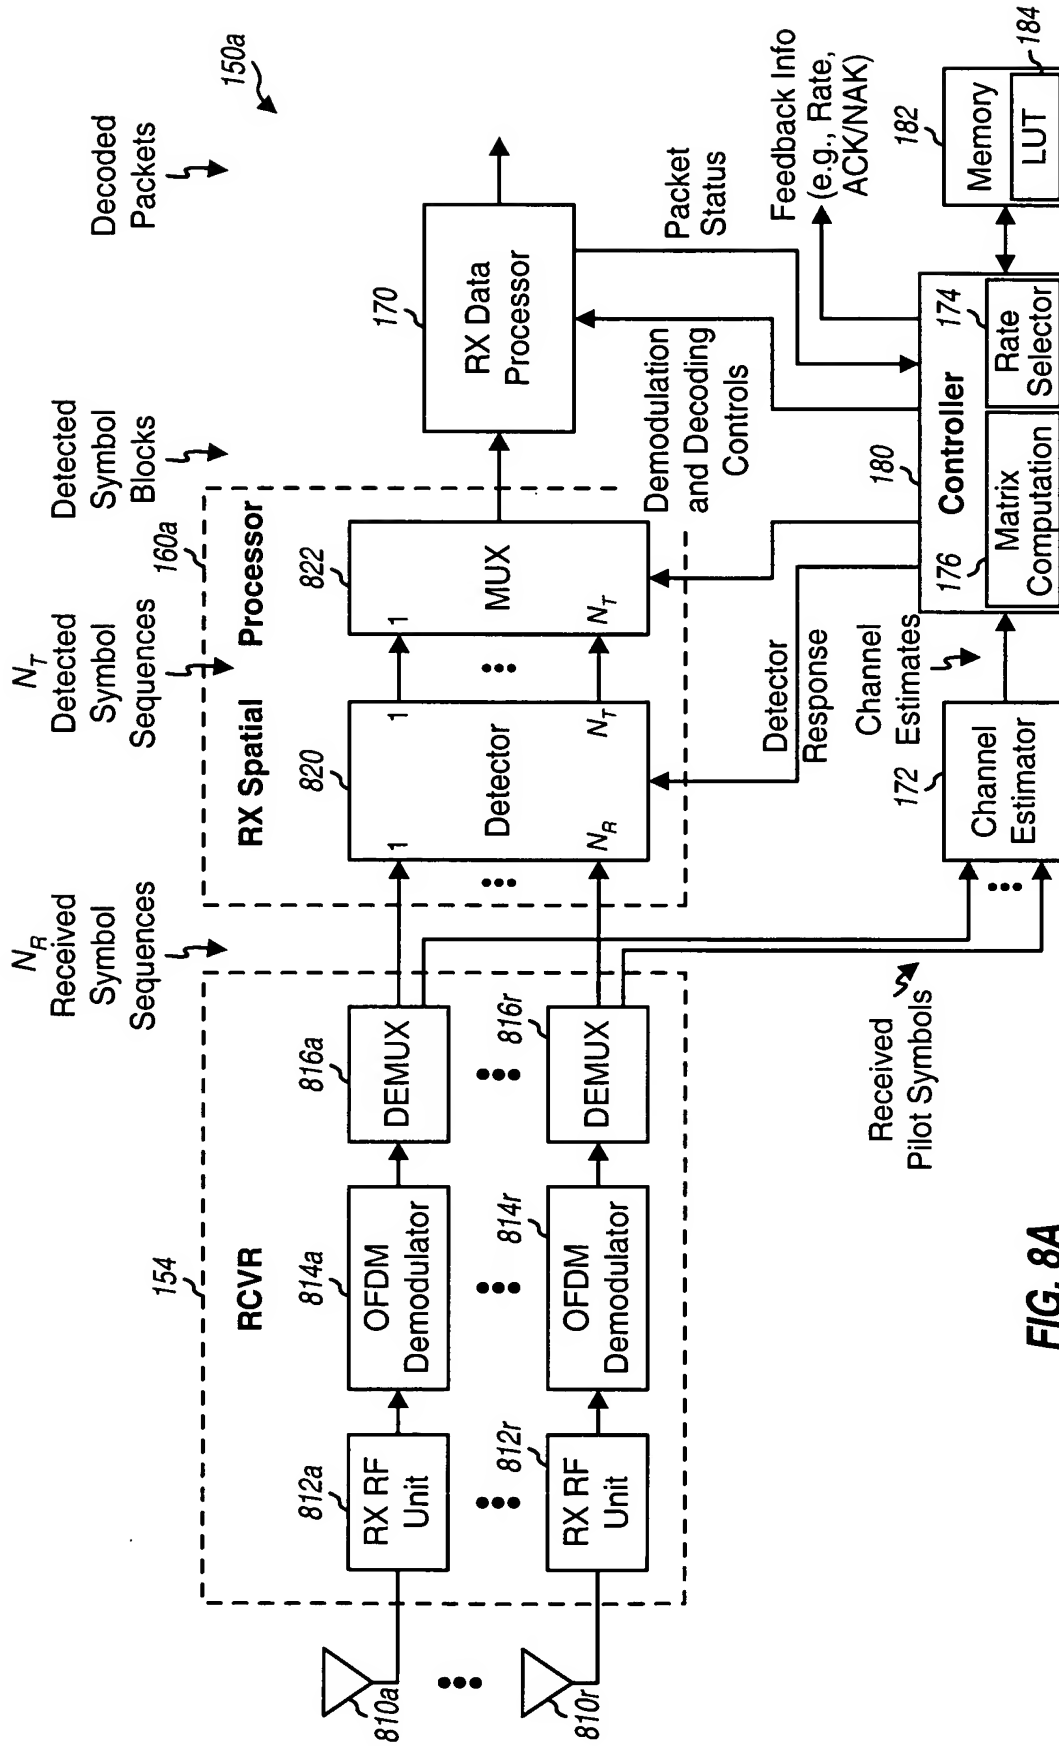 N_R
Received
Symbol
Sequences
N_T
Detected
Symbol
Sequences
Detected
Symbol
Blocks
Decoded
Packets
150a
154
RCVR
160a
RX Spatial Processor
810a
812a
RX RF
Unit
814a
OFDM
Demodulator
816a
DEMUX
820
1
1
Detector
N_R
N_T
822
1
MUX
N_T
170
RX Data
Processor
810r
812r
RX RF
Unit
814r
OFDM
Demodulator
816r
DEMUX
Received
Pilot Symbols
Detector
Response
Demodulation
and Decoding
Controls
Packet
Status
Feedback Info
(e.g., Rate,
ACK/NAK)
172
Channel
Estimator
Channel
Estimates
180
Controller
176
Matrix
Computation
174
Rate
Selector
182
Memory
184
LUT
FIG. 8A